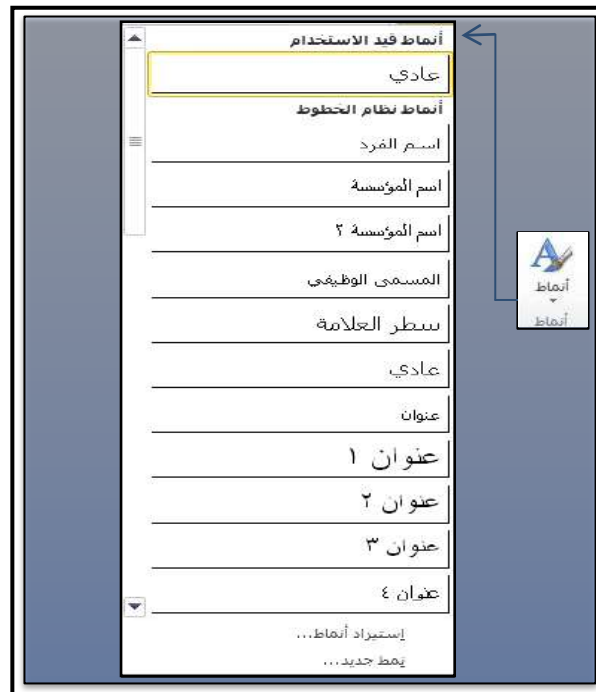 أنماط قيد الاستخدام
عادي
أنماط نظام الخطوط
اسم الفرد
اسم المؤسسة
اسم المؤسسة ٢
المسمى الوظيفي
سطر العلامة
عادي
عنوان
عنوان ١
عنوان ٢
عنوان ٣
عنوان ٤
إستيراد أنماط...
نمط جديد...
أنماط
أنماط